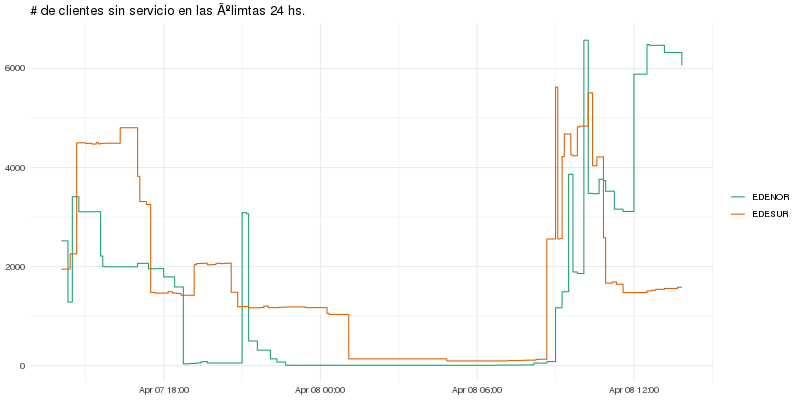 # de clientes sin servicio en las Ãºlimtas 24 hs.
6000
4000
2000
0
Apr 07 18:00
Apr 08 00:00
Apr 08 06:00
Apr 08 12:00
EDENOR
EDESUR